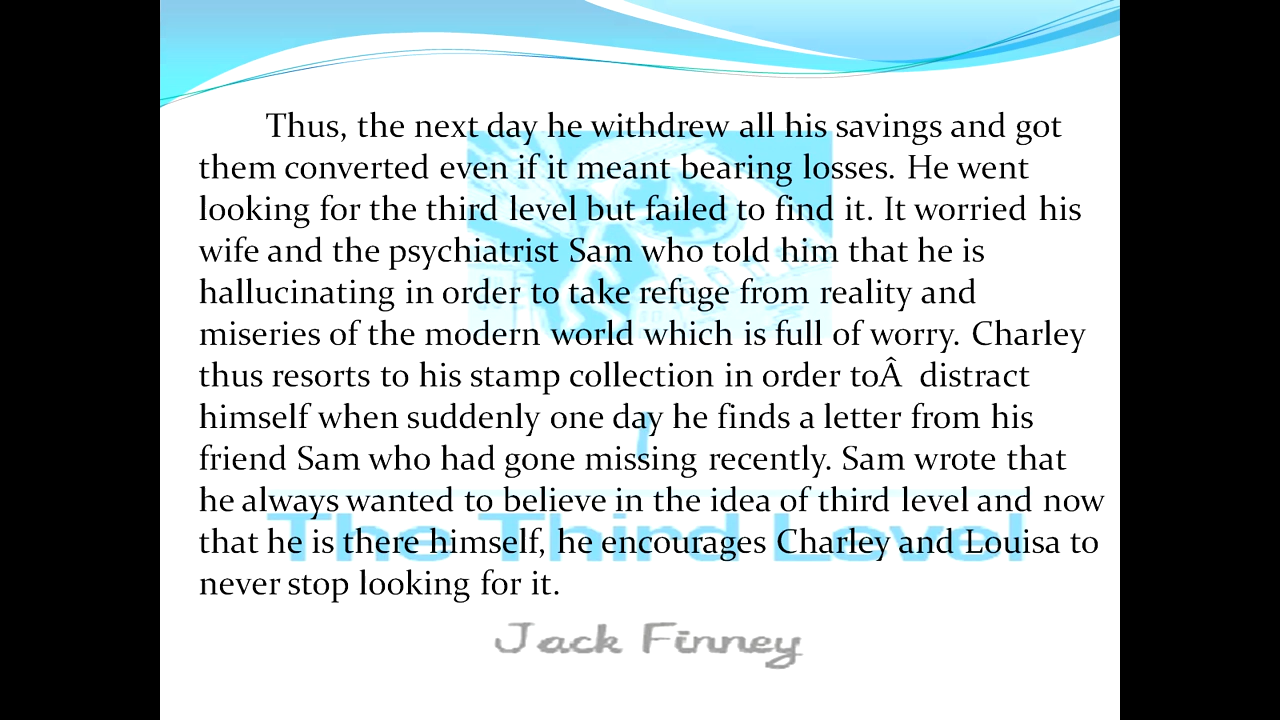 Thus, the next day he withdrew all his savings and got
them converted even if it meant bearing losses. He went
looking for the third level but failed to find it. It worried his
wife and the psychiatrist Sam who told him that he is
hallucinating in order to take refuge from reality and
miseries of the modern world which is full of worry. Charley
thus resorts to his stamp collection in order toÂ  distract
himself when suddenly one day he finds a letter from his
friend Sam who had gone missing recently. Sam wrote that
he always wanted to believe in the idea of third level and now
that he is there himself, he encourages Charley and Louisa to
never stop looking for it.
1
The Third Level
Jack Finney